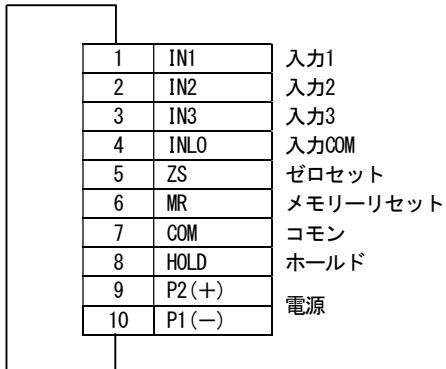 1 IN1 入力1
2 IN2 入力2
3 IN3 入力3
4 INLO 入力COM
5 ZS ゼロセット
6 MR メモリーリセット
7 COM コモン
8 HOLD ホールド
9 P2(+) 電源
10 P1(―)